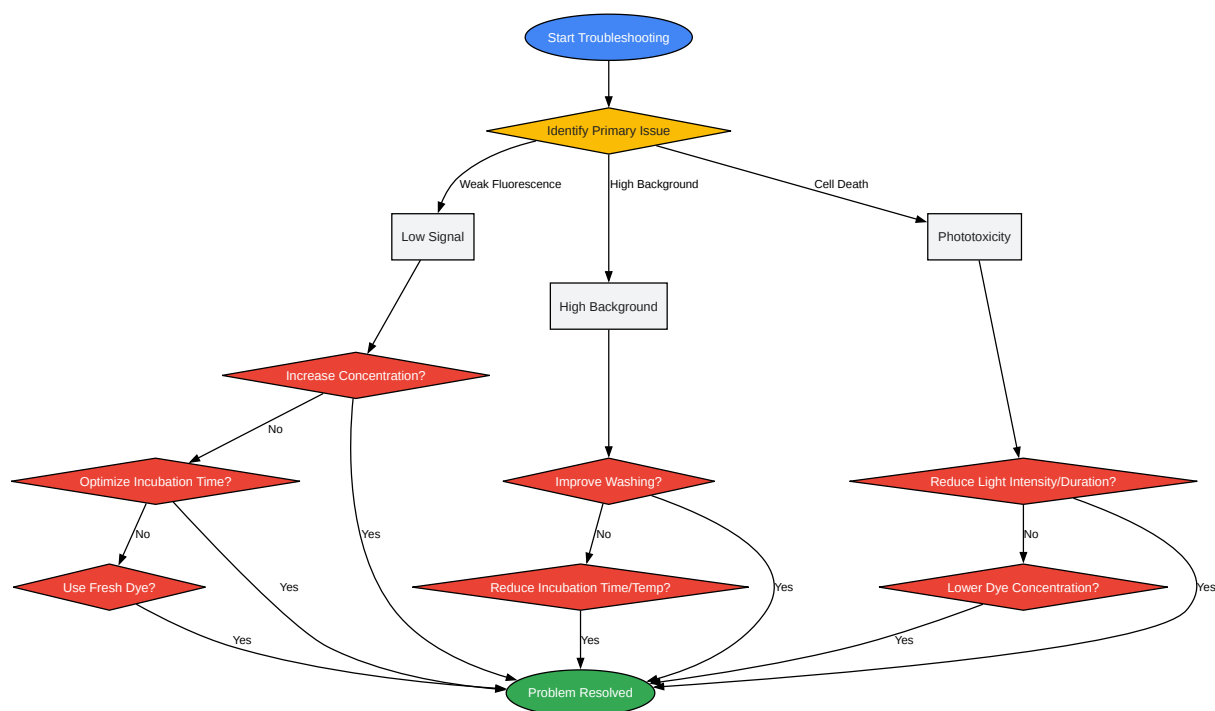 Start Troubleshooting
Identify Primary Issue
Weak Fluorescence
High Background
Cell Death
Low Signal
Phototoxicity
High Background
Increase Concentration?
No
Optimize Incubation Time?
Improve Washing?
Reduce Light Intensity/Duration?
No
Yes
No
No
Use Fresh Dye?
Yes
Reduce Incubation Time/Temp?
Yes
Lower Dye Concentration?
Yes
Yes
Yes
Yes
Problem Resolved